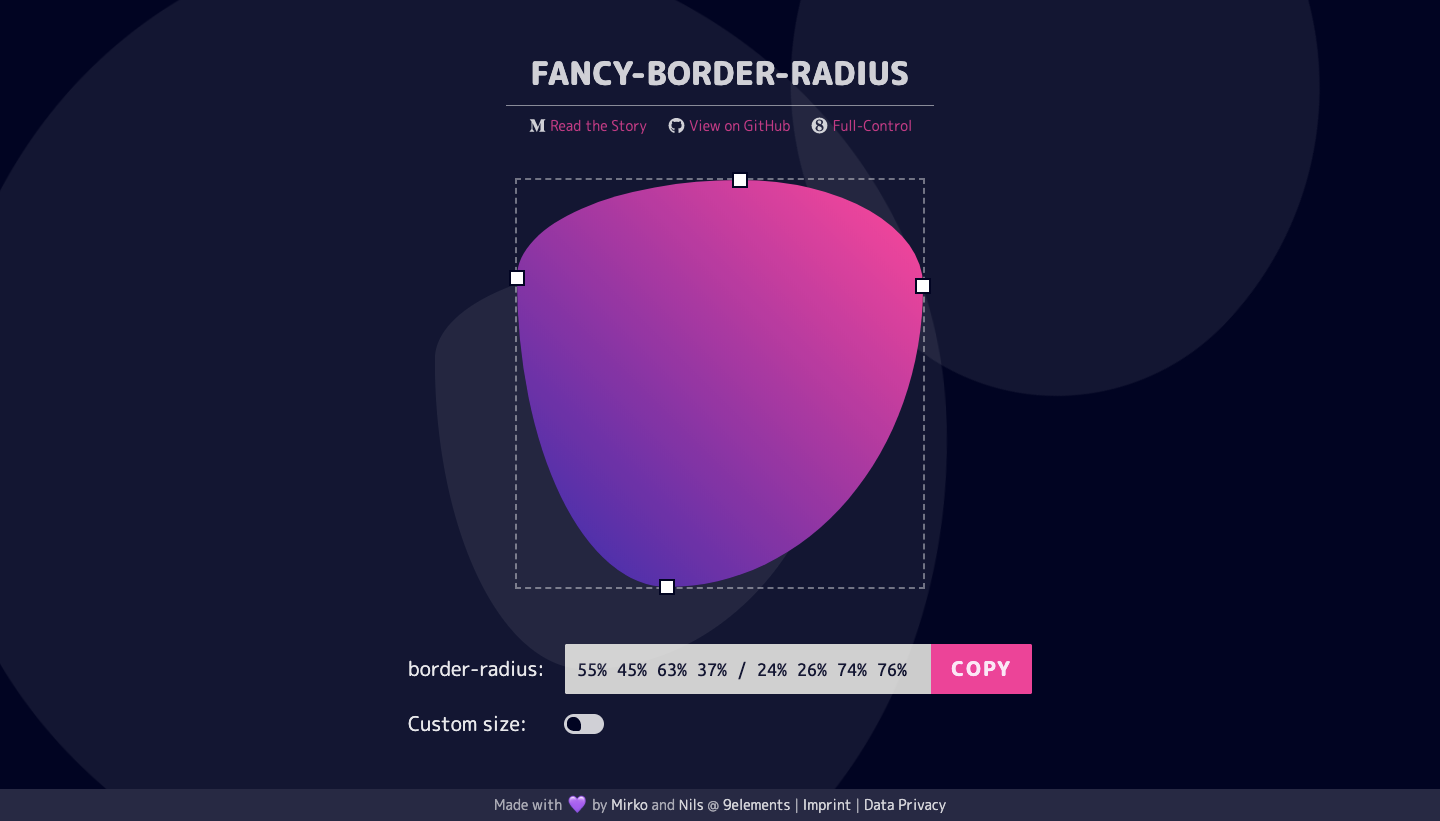 FANCY-BORDER-RADIUS
Read the Story View on GitHub Full-Control
border-radius: 55% 45% 63% 37% / 24% 26% 74% 76% COPY
Custom size:
Made with 💜 by Mirko and Nils @ 9elements | Imprint | Data Privacy